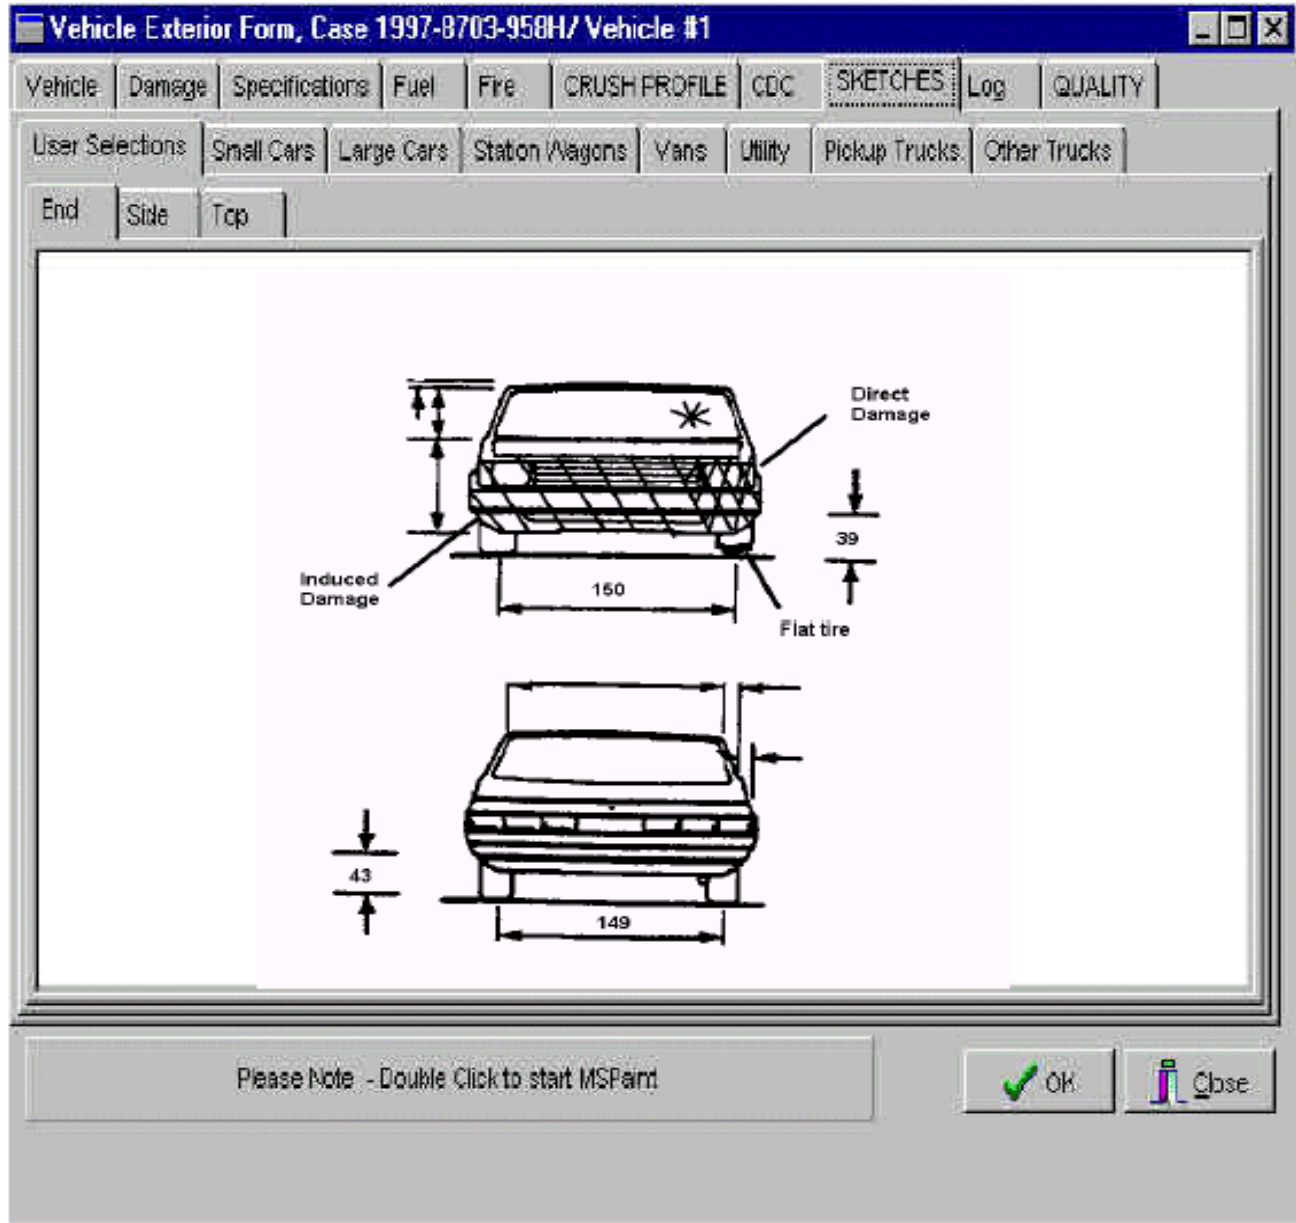 Vehicle Exterior Form, Case 1997-8703-958H/ Vehicle #1
Vehicle Damage Specifications Fuel Fire CRUSH PROFILE CDC SKETCHES Log QUALITY
User Selections Small Cars Large Cars Station Wagons Vans Utility Pickup Trucks Other Trucks
End Side Top
Direct
Damage
39
Induced
Damage
150
Flat tire
43
149
Please Note - Double Click to start MSPaint
OK Close